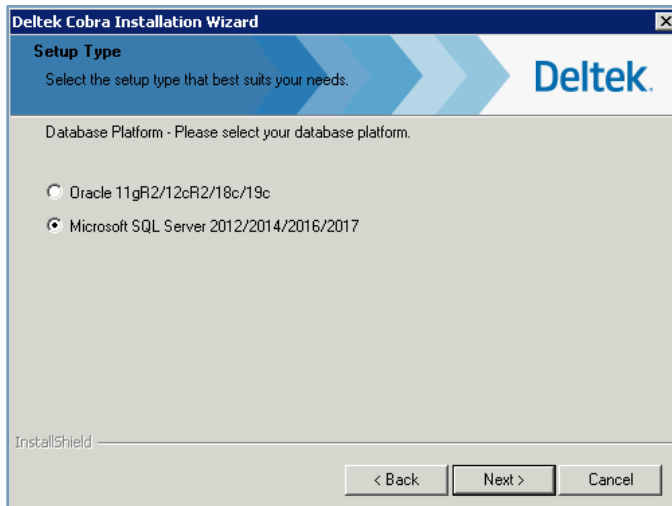 Deltek Cobra Installation Wizard
Setup Type
Select the setup type that best suits your needs.
Deltek.
Database Platform - Please select your database platform.
Oracle 11gR2/12cR2/18c/19c
Microsoft SQL Server 2012/2014/2016/2017
InstallShield
< Back
Next >
Cancel